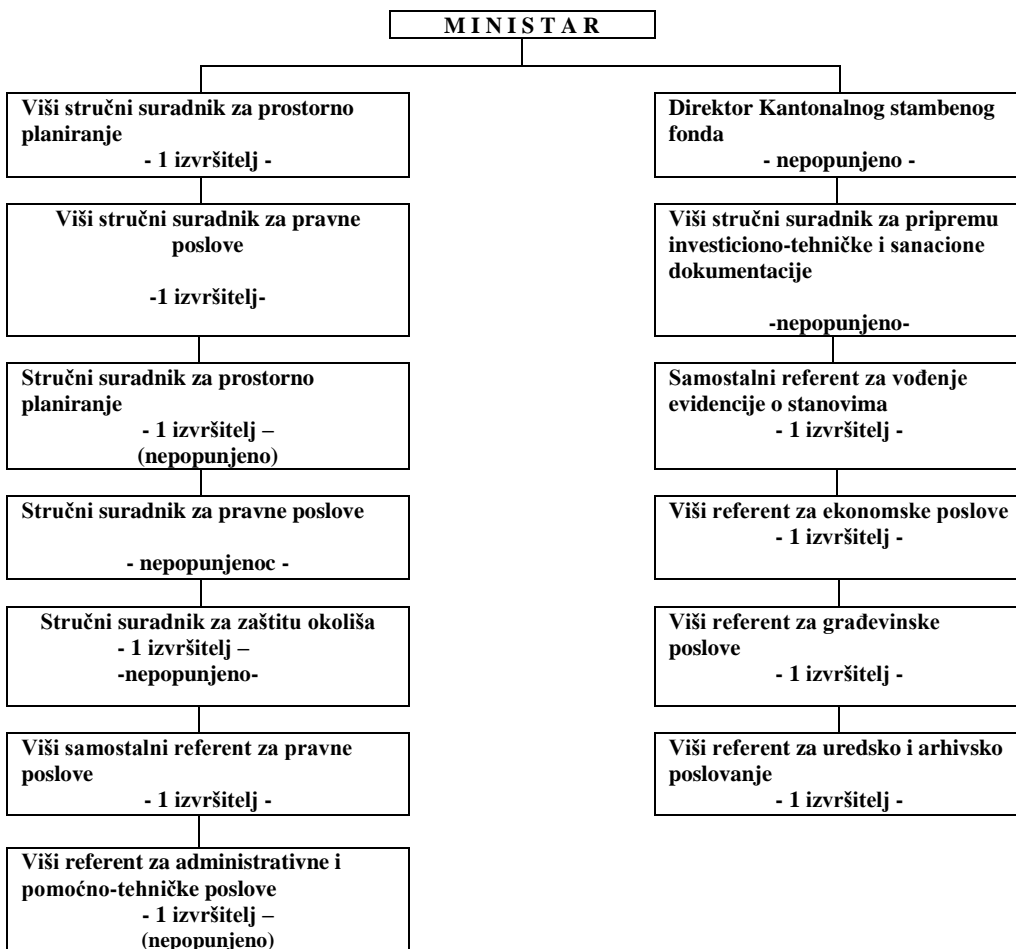 M I N I S T A R
Viši stručni suradnik za prostorno
planiranje
- 1 izvršitelj -
Viši stručni suradnik za pravne
poslove
-1 izvršitelj-
Stručni suradnik za prostorno
planiranje
- 1 izvršitelj –
(nepopunjeno)
Stručni suradnik za pravne poslove
- nepopunjenoc -
Stručni suradnik za zaštitu okoliša
- 1 izvršitelj –
-nepopunjeno-
Viši samostalni referent za pravne
poslove
- 1 izvršitelj -
Viši referent za administrativne i
pomoćno-tehničke poslove
- 1 izvršitelj –
(nepopunjeno)
Direktor Kantonalnog stambenog
fonda
- nepopunjeno -
Viši stručni suradnik za pripremu
investiciono-tehničke i sanacione
dokumentacije
-nepopunjeno-
Samostalni referent za vođenje
evidencije o stanovima
- 1 izvršitelj -
Viši referent za ekonomske poslove
- 1 izvršitelj -
Viši referent za građevinske
poslove
- 1 izvršitelj -
Viši referent za uredsko i arhivsko
poslovanje
- 1 izvršitelj -